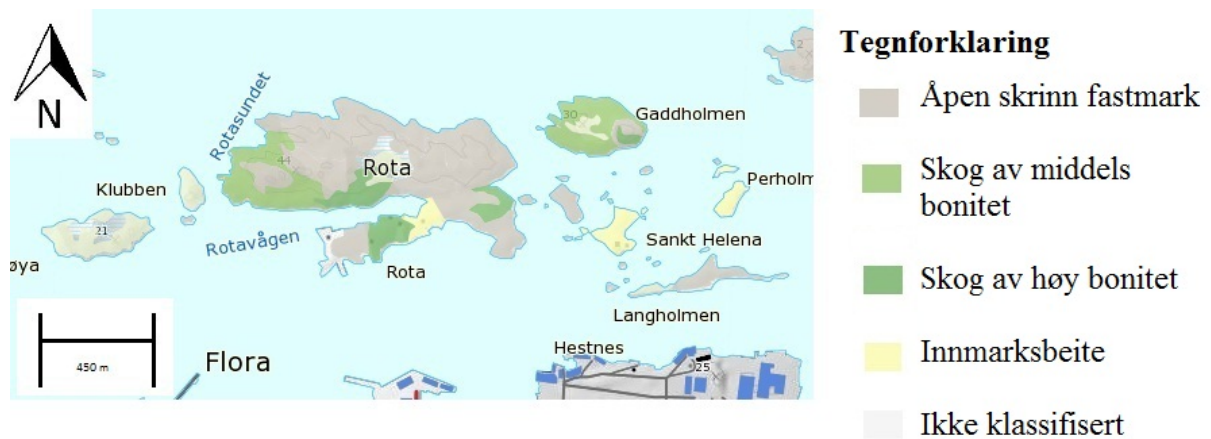 N
Rotasundet
44
Rota
30
Gaddholmen
12
Klubben
21
øya
Rotavågen
Rota
Perholm
Sankt Helena
Langholmen
Hestnes
25
Flora
450 m
Tegnforklaring
Åpen skrinn fastmark
Skog av middels
bonitet
Skog av høy bonitet
Innmarksbeite
Ikke klassifisert